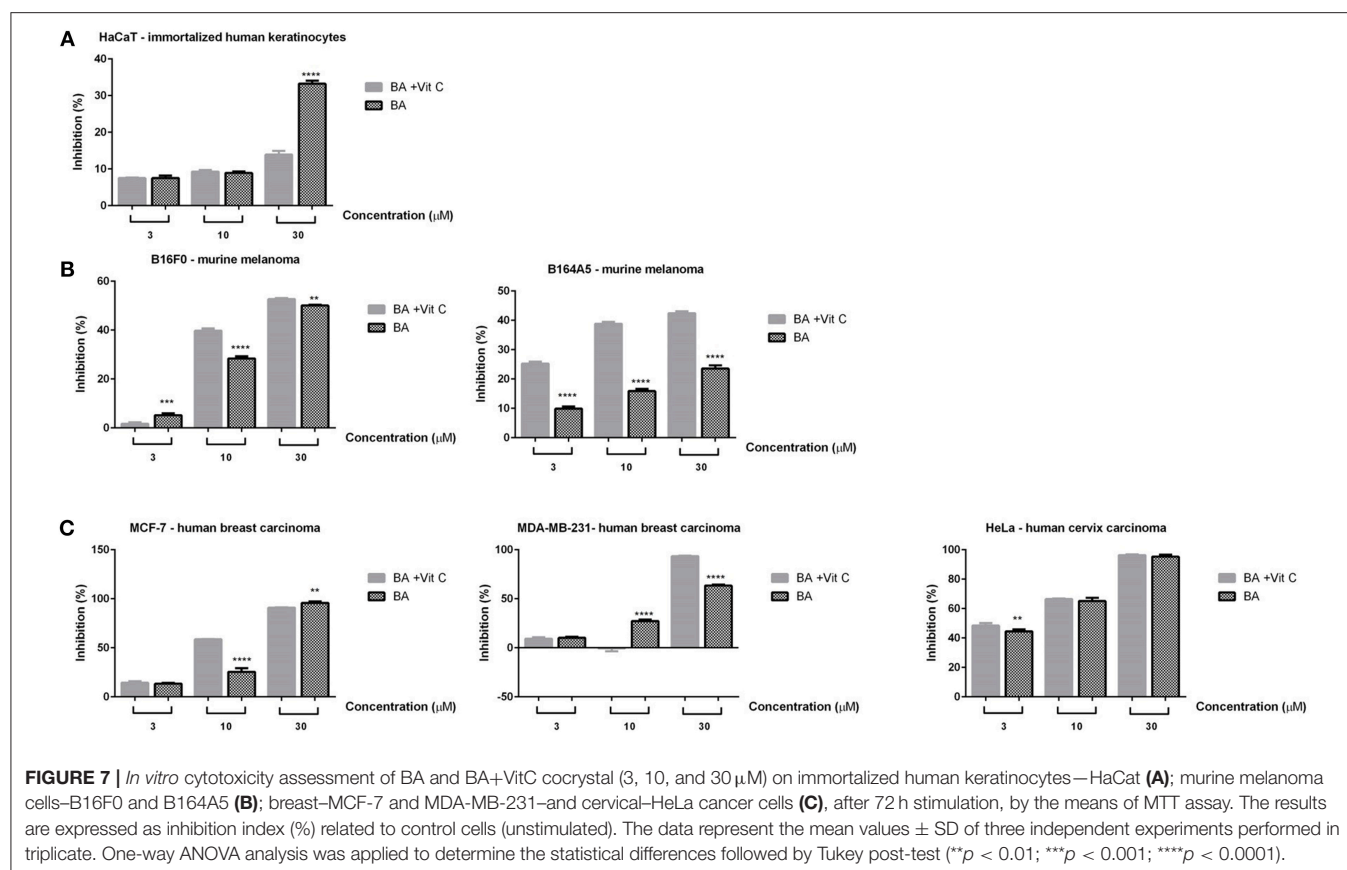 A
HaCaT - immortalized human keratinocytes
Inhibition (%)
40
30
20
10
0
****
BA +Vit C
BA
Concentration (μM)
3
10
30
B
B16F0 - murine melanoma
Inhibition (%)
60
40
20
0
***
****
**
BA +Vit C
BA
Concentration (μM)
3
10
30
B164A5 - murine melanoma
Inhibition (%)
50
40
30
20
10
0
****
****
****
BA +Vit C
BA
Concentration (μM)
3
10
30
C
MCF-7 - human breast carcinoma
Inhibition (%)
150
100
50
0
****
**
BA +Vit C
BA
Concentration (μM)
3
10
30
MDA-MB-231- human breast carcinoma
Inhibition (%)
100
50
0
-50
****
****
BA +Vit C
BA
Concentration (μM)
3
10
30
HeLa - human cervix carcinoma
Inhibition (%)
100
80
60
40
20
0
**
BA +Vit C
BA
Concentration (μM)
3
10
30
FIGURE 7 | In vitro cytotoxicity assessment of BA and BA+VitC cocrystal (3, 10, and 30 μM) on immortalized human keratinocytes—HaCat (A); murine melanoma
cells–B16F0 and B164A5 (B); breast–MCF-7 and MDA-MB-231–and cervical–HeLa cancer cells (C), after 72 h stimulation, by the means of MTT assay. The results
are expressed as inhibition index (%) related to control cells (unstimulated). The data represent the mean values ± SD of three independent experiments performed in
triplicate. One-way ANOVA analysis was applied to determine the statistical differences followed by Tukey post-test (**p < 0.01; ***p < 0.001; ****p < 0.0001).